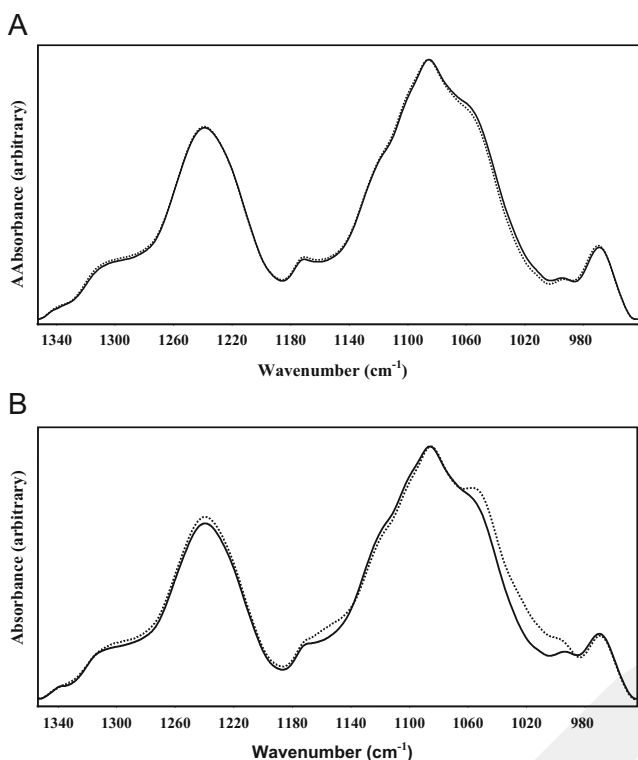 A
AAbsorbance (arbitrary)
1340 1300 1260 1220 1180 1140 1100 1060 1020 980
Wavenumber (cm⁻¹)
B
Absorbance (arbitrary)
1340 1300 1260 1220 1180 1140 1100 1060 1020 980
Wavenumber (cm⁻¹)